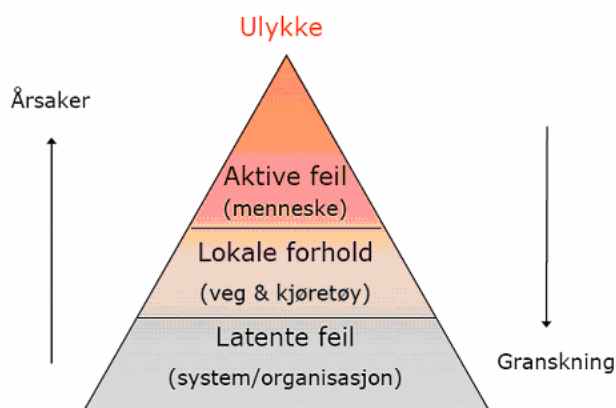 Ulykke
Årsaker
Aktive feil
(menneske)
Lokale forhold
(veg & kjøretøy)
Latente feil
(system/organisasjon)
Granskning